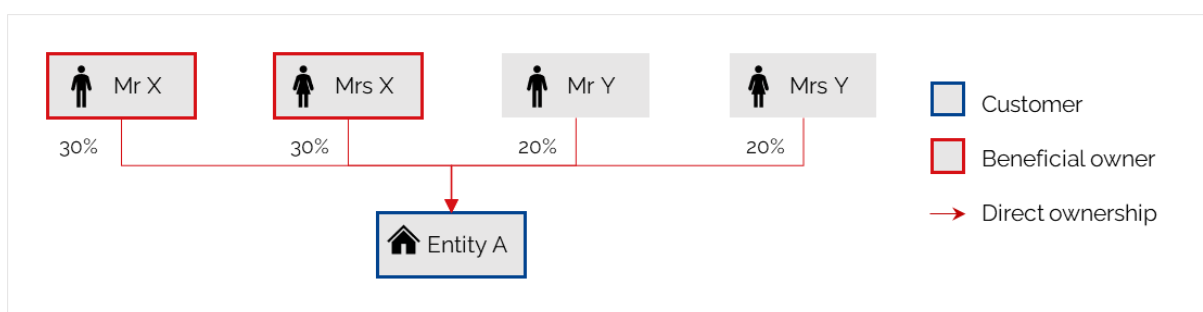 Mr X
Mrs X
Mr Y
Mrs Y
30%
30%
20%
20%
Entity A
Customer
Beneficial owner
Direct ownership